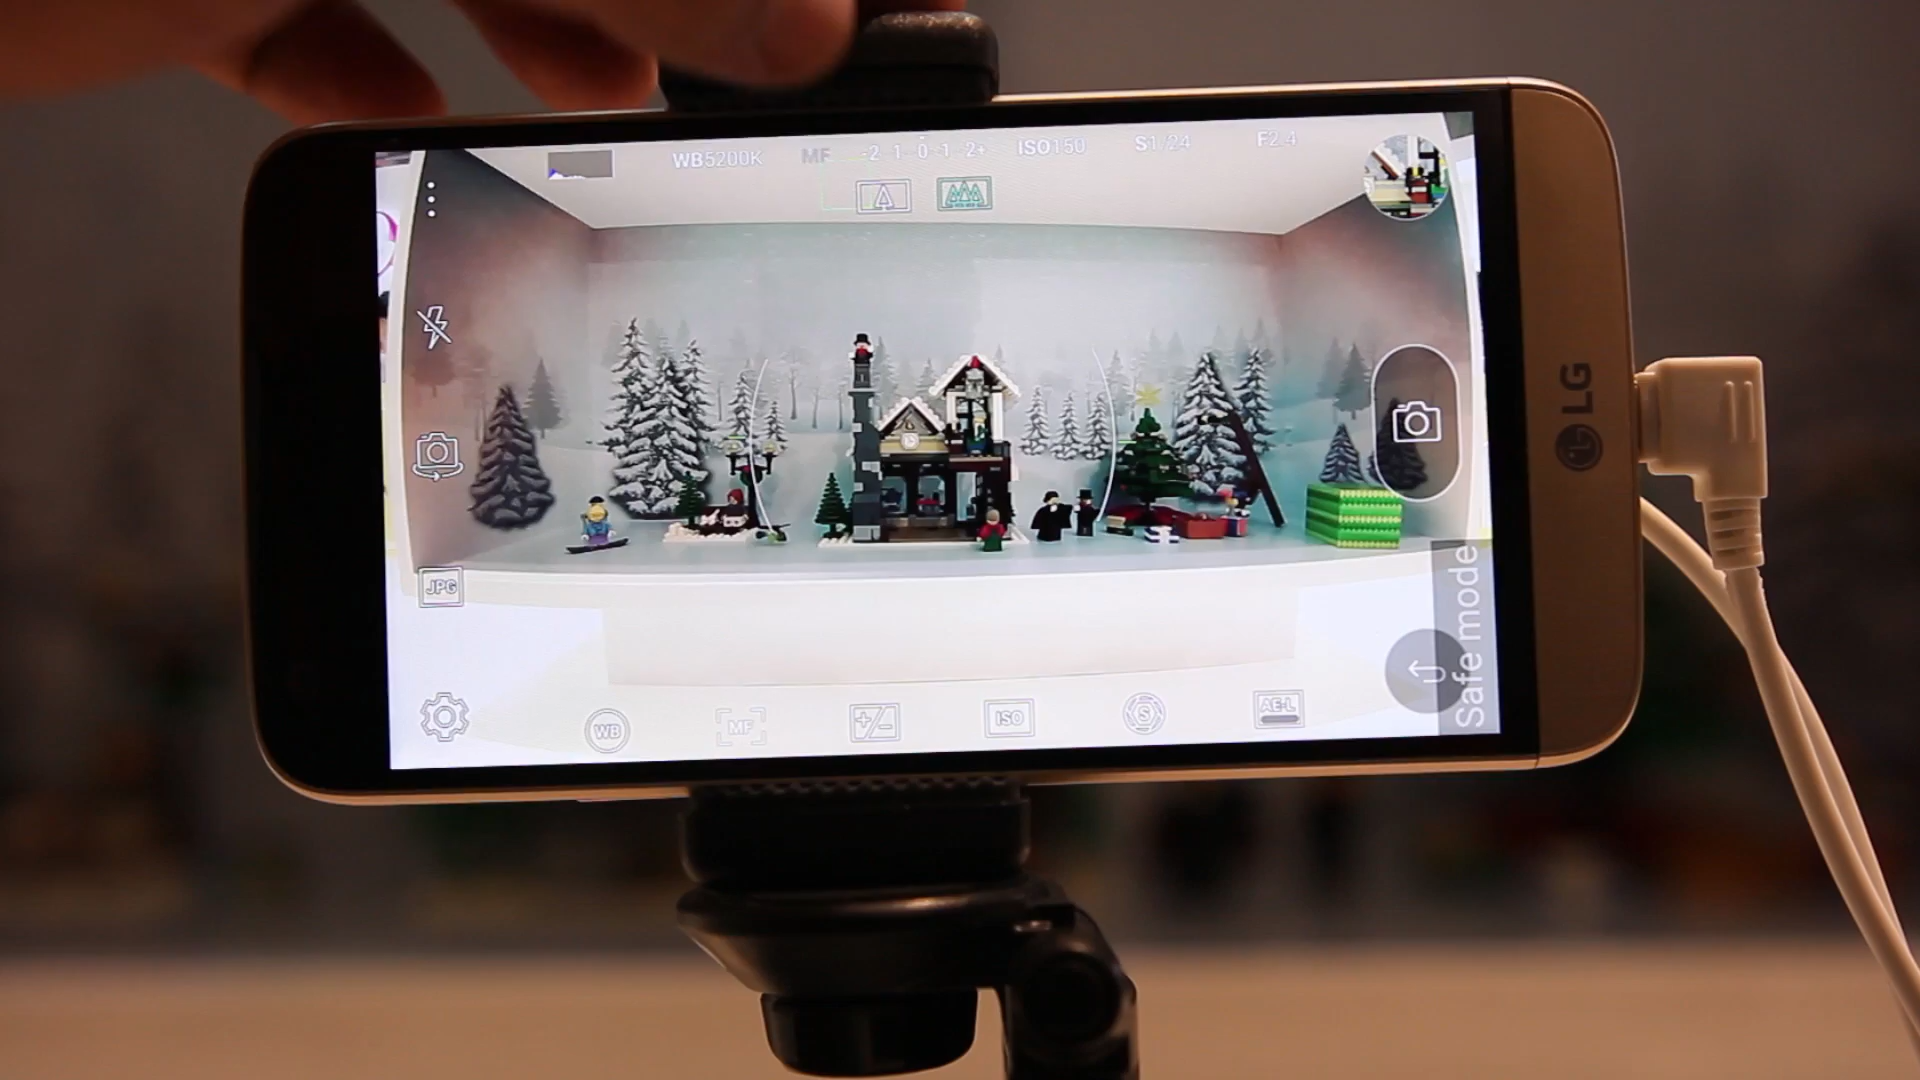 WB5200K MF -2 -1 -0 -1 -2+ ISO150 S1/24 F2.4
JPG
WB MF +/- ISO S AE-L
Safe mode
LG